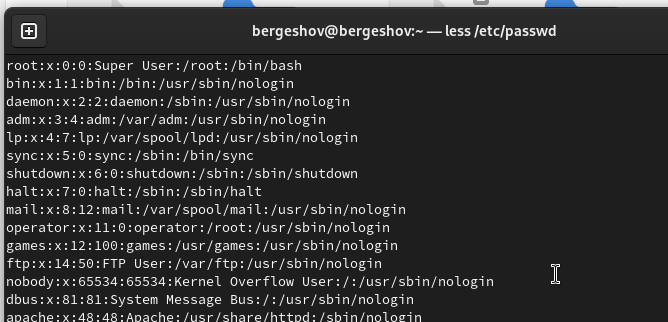 bergeshov@bergeshov:~ — less /etc/passwd
root:x:0:0:Super User:/root:/bin/bash
bin:x:1:1:bin:/bin:/usr/sbin/nologin
daemon:x:2:2:daemon:/sbin:/usr/sbin/nologin
adm:x:3:4:adm:/var/adm:/usr/sbin/nologin
lp:x:4:7:lp:/var/spool/lpd:/usr/sbin/nologin
sync:x:5:0:sync:/sbin:/bin/sync
shutdown:x:6:0:shutdown:/sbin:/sbin/shutdown
halt:x:7:0:halt:/sbin:/sbin/halt
mail:x:8:12:mail:/var/spool/mail:/usr/sbin/nologin
operator:x:11:0:operator:/root:/usr/sbin/nologin
games:x:12:100:games:/usr/games:/usr/sbin/nologin
ftp:x:14:50:FTP User:/var/ftp:/usr/sbin/nologin
nobody:x:65534:65534:Kernel Overflow User:/:/usr/sbin/nologin
dbus:x:81:81:System Message Bus:/:/usr/sbin/nologin
apache:x:48:48:Apache:/usr/share/httpd:/sbin/nologin